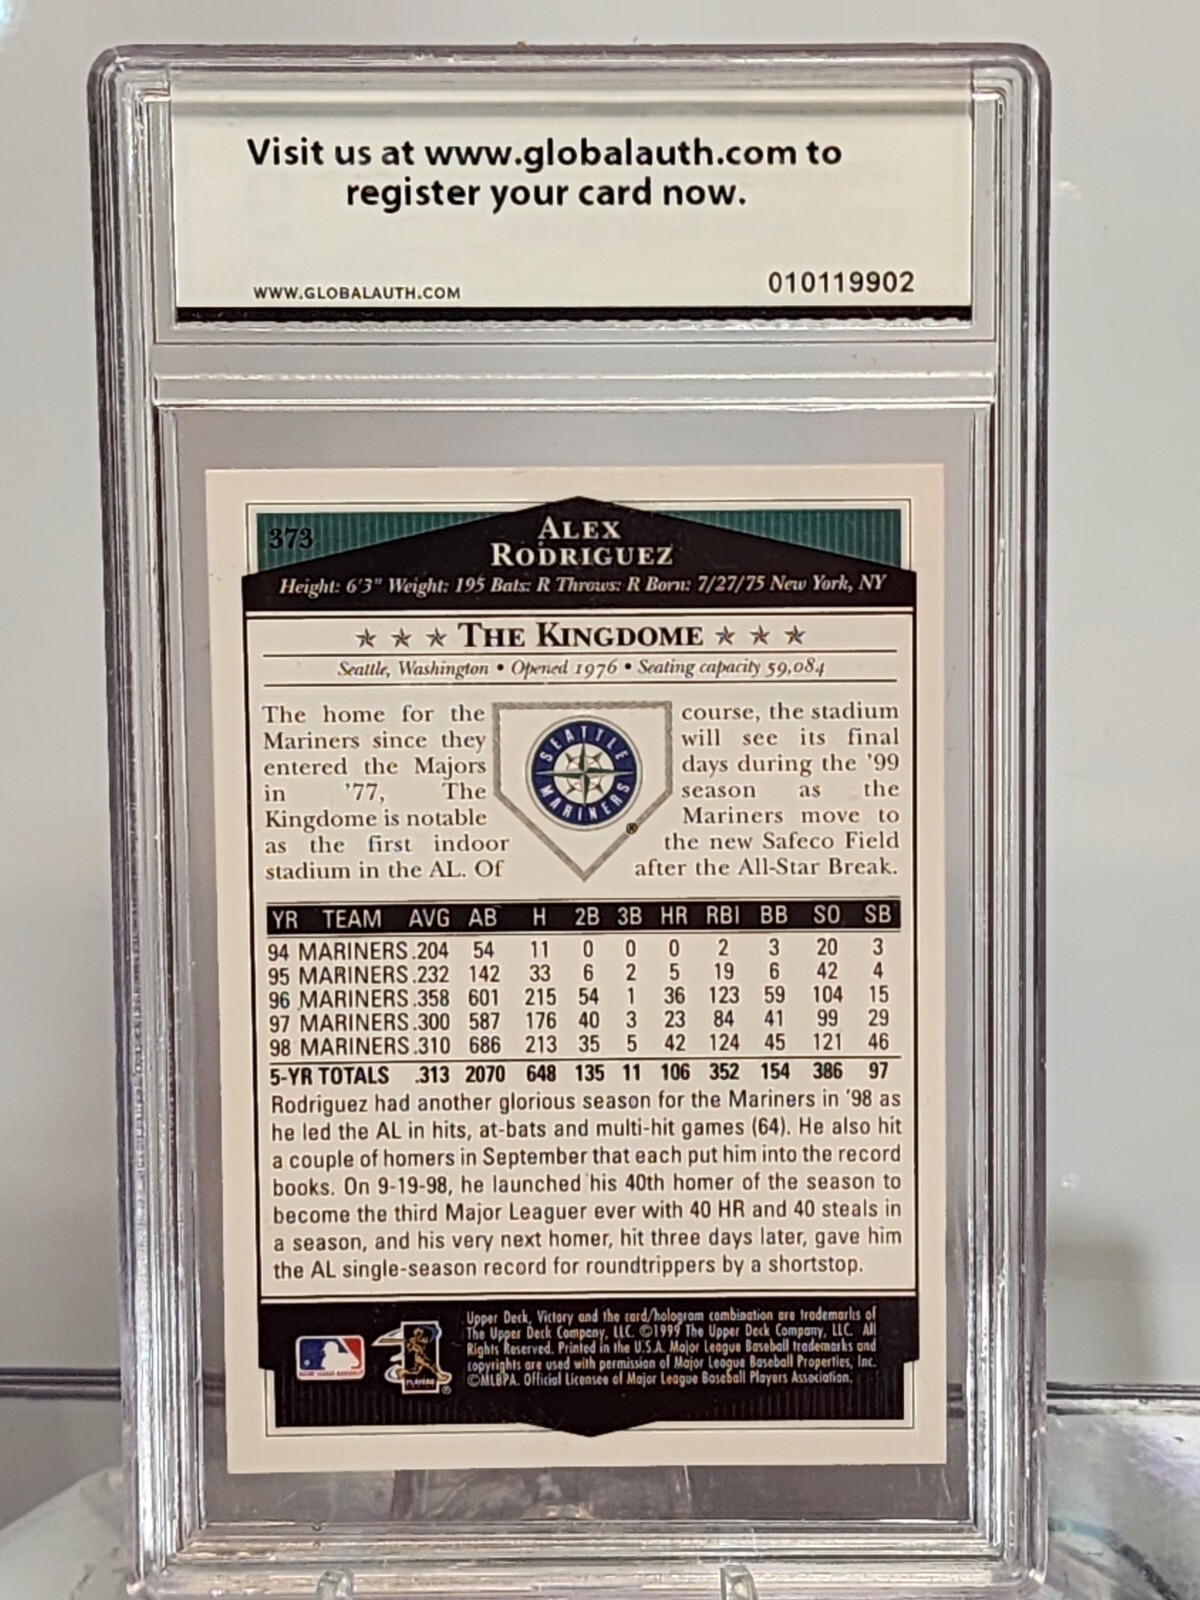 Visit us at www.globalauth.com to
register your card now.
WWW.GLOBALAUTH.COM
010119902
373
ALEX
RODRIGUEZ
Height: 6'3" Weight: 195 Bats: R Throws: R Born: 7/27/75 New York, NY
★ ★ ★ THE KINGDOME ★ ★ ★
Seattle, Washington • Opened 1976 • Seating capacity 59,084
The home for the
Mariners since they
entered the Majors
in '77, The
Kingdome is notable
as the first indoor
stadium in the AL. Of
SEATTLE
MARINERS
®
course, the stadium
will see its final
days during the '99
season as the
Mariners move to
the new Safeco Field
after the All-Star Break.
YR TEAM AVG AB H 2B 3B HR RBI BB SO SB
94 MARINERS .204 54 11 0 0 0 2 3 20 3
95 MARINERS .232 142 33 6 2 5 19 6 42 4
96 MARINERS .358 601 215 54 1 36 123 59 104 15
97 MARINERS .300 587 176 40 3 23 84 41 99 29
98 MARINERS .310 686 213 35 5 42 124 45 121 46
5-YR TOTALS .313 2070 648 135 11 106 352 154 386 97
Rodriguez had another glorious season for the Mariners in '98 as
he led the AL in hits, at-bats and multi-hit games (64). He also hit
a couple of homers in September that each put him into the record
books. On 9-19-98, he launched his 40th homer of the season to
become the third Major Leaguer ever with 40 HR and 40 steals in
a season, and his very next homer, hit three days later, gave him
the AL single-season record for roundtrippers by a shortstop.
Upper Deck, Victory and the card/hologram combination are trademarks of
The Upper Deck Company, LLC. ©1999 The Upper Deck Company, LLC. All
Rights Reserved. Printed in the U.S.A. Major League Baseball trademarks and
copyrights are used with permission of Major League Baseball Properties, Inc.
©MLBPA. Official Licensee of Major League Baseball Players Association.